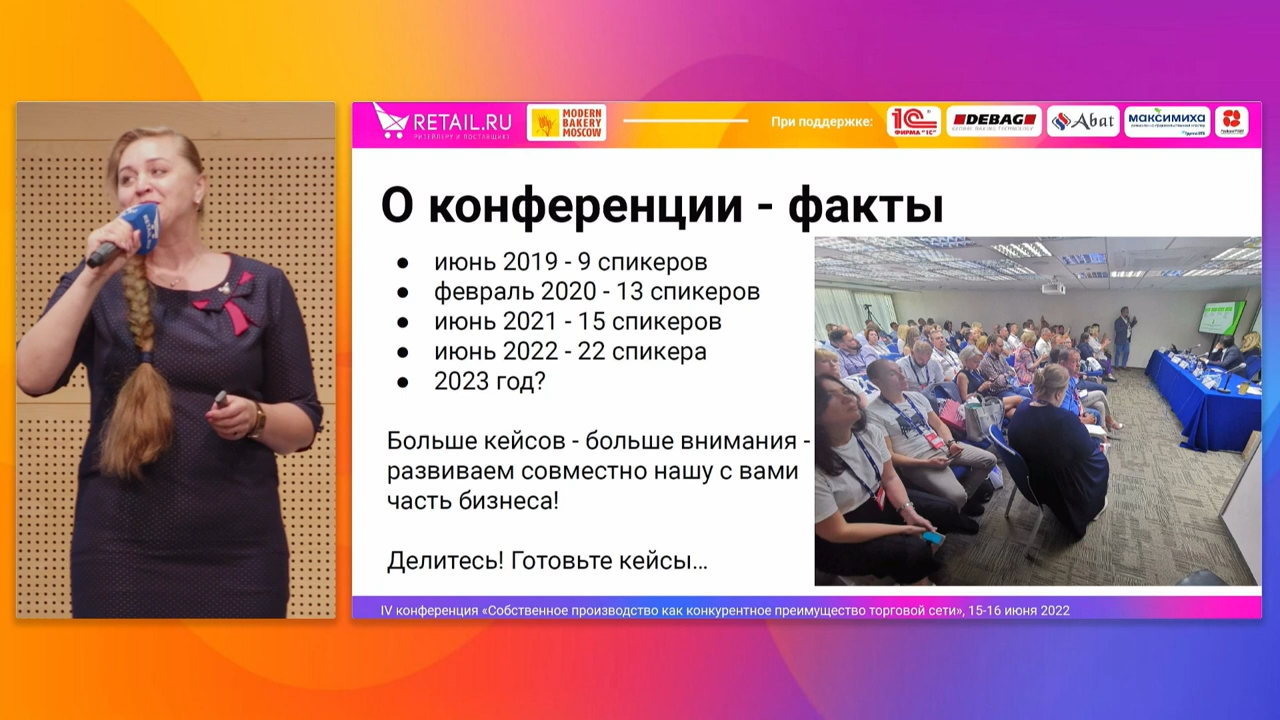 RETAIL.RU
РИТЕЙЛЕРУ И ПОСТАВЩИКУ
MODERN
BAKERY
MOSCOW
При поддержке:
1С
ФИРМА "1С"
DEBAG
Abat
МАКСИМИХА
О конференции - факты
● июнь 2019 - 9 спикеров
● февраль 2020 - 13 спикеров
● июнь 2021 - 15 спикеров
● июнь 2022 - 22 спикера
● 2023 год?
Больше кейсов - больше внимания -
развиваем совместно нашу с вами
часть бизнеса!
Делитесь! Готовьте кейсы…
IV конференция «Собственное производство как конкурентное преимущество торговой сети», 15-16 июня 2022